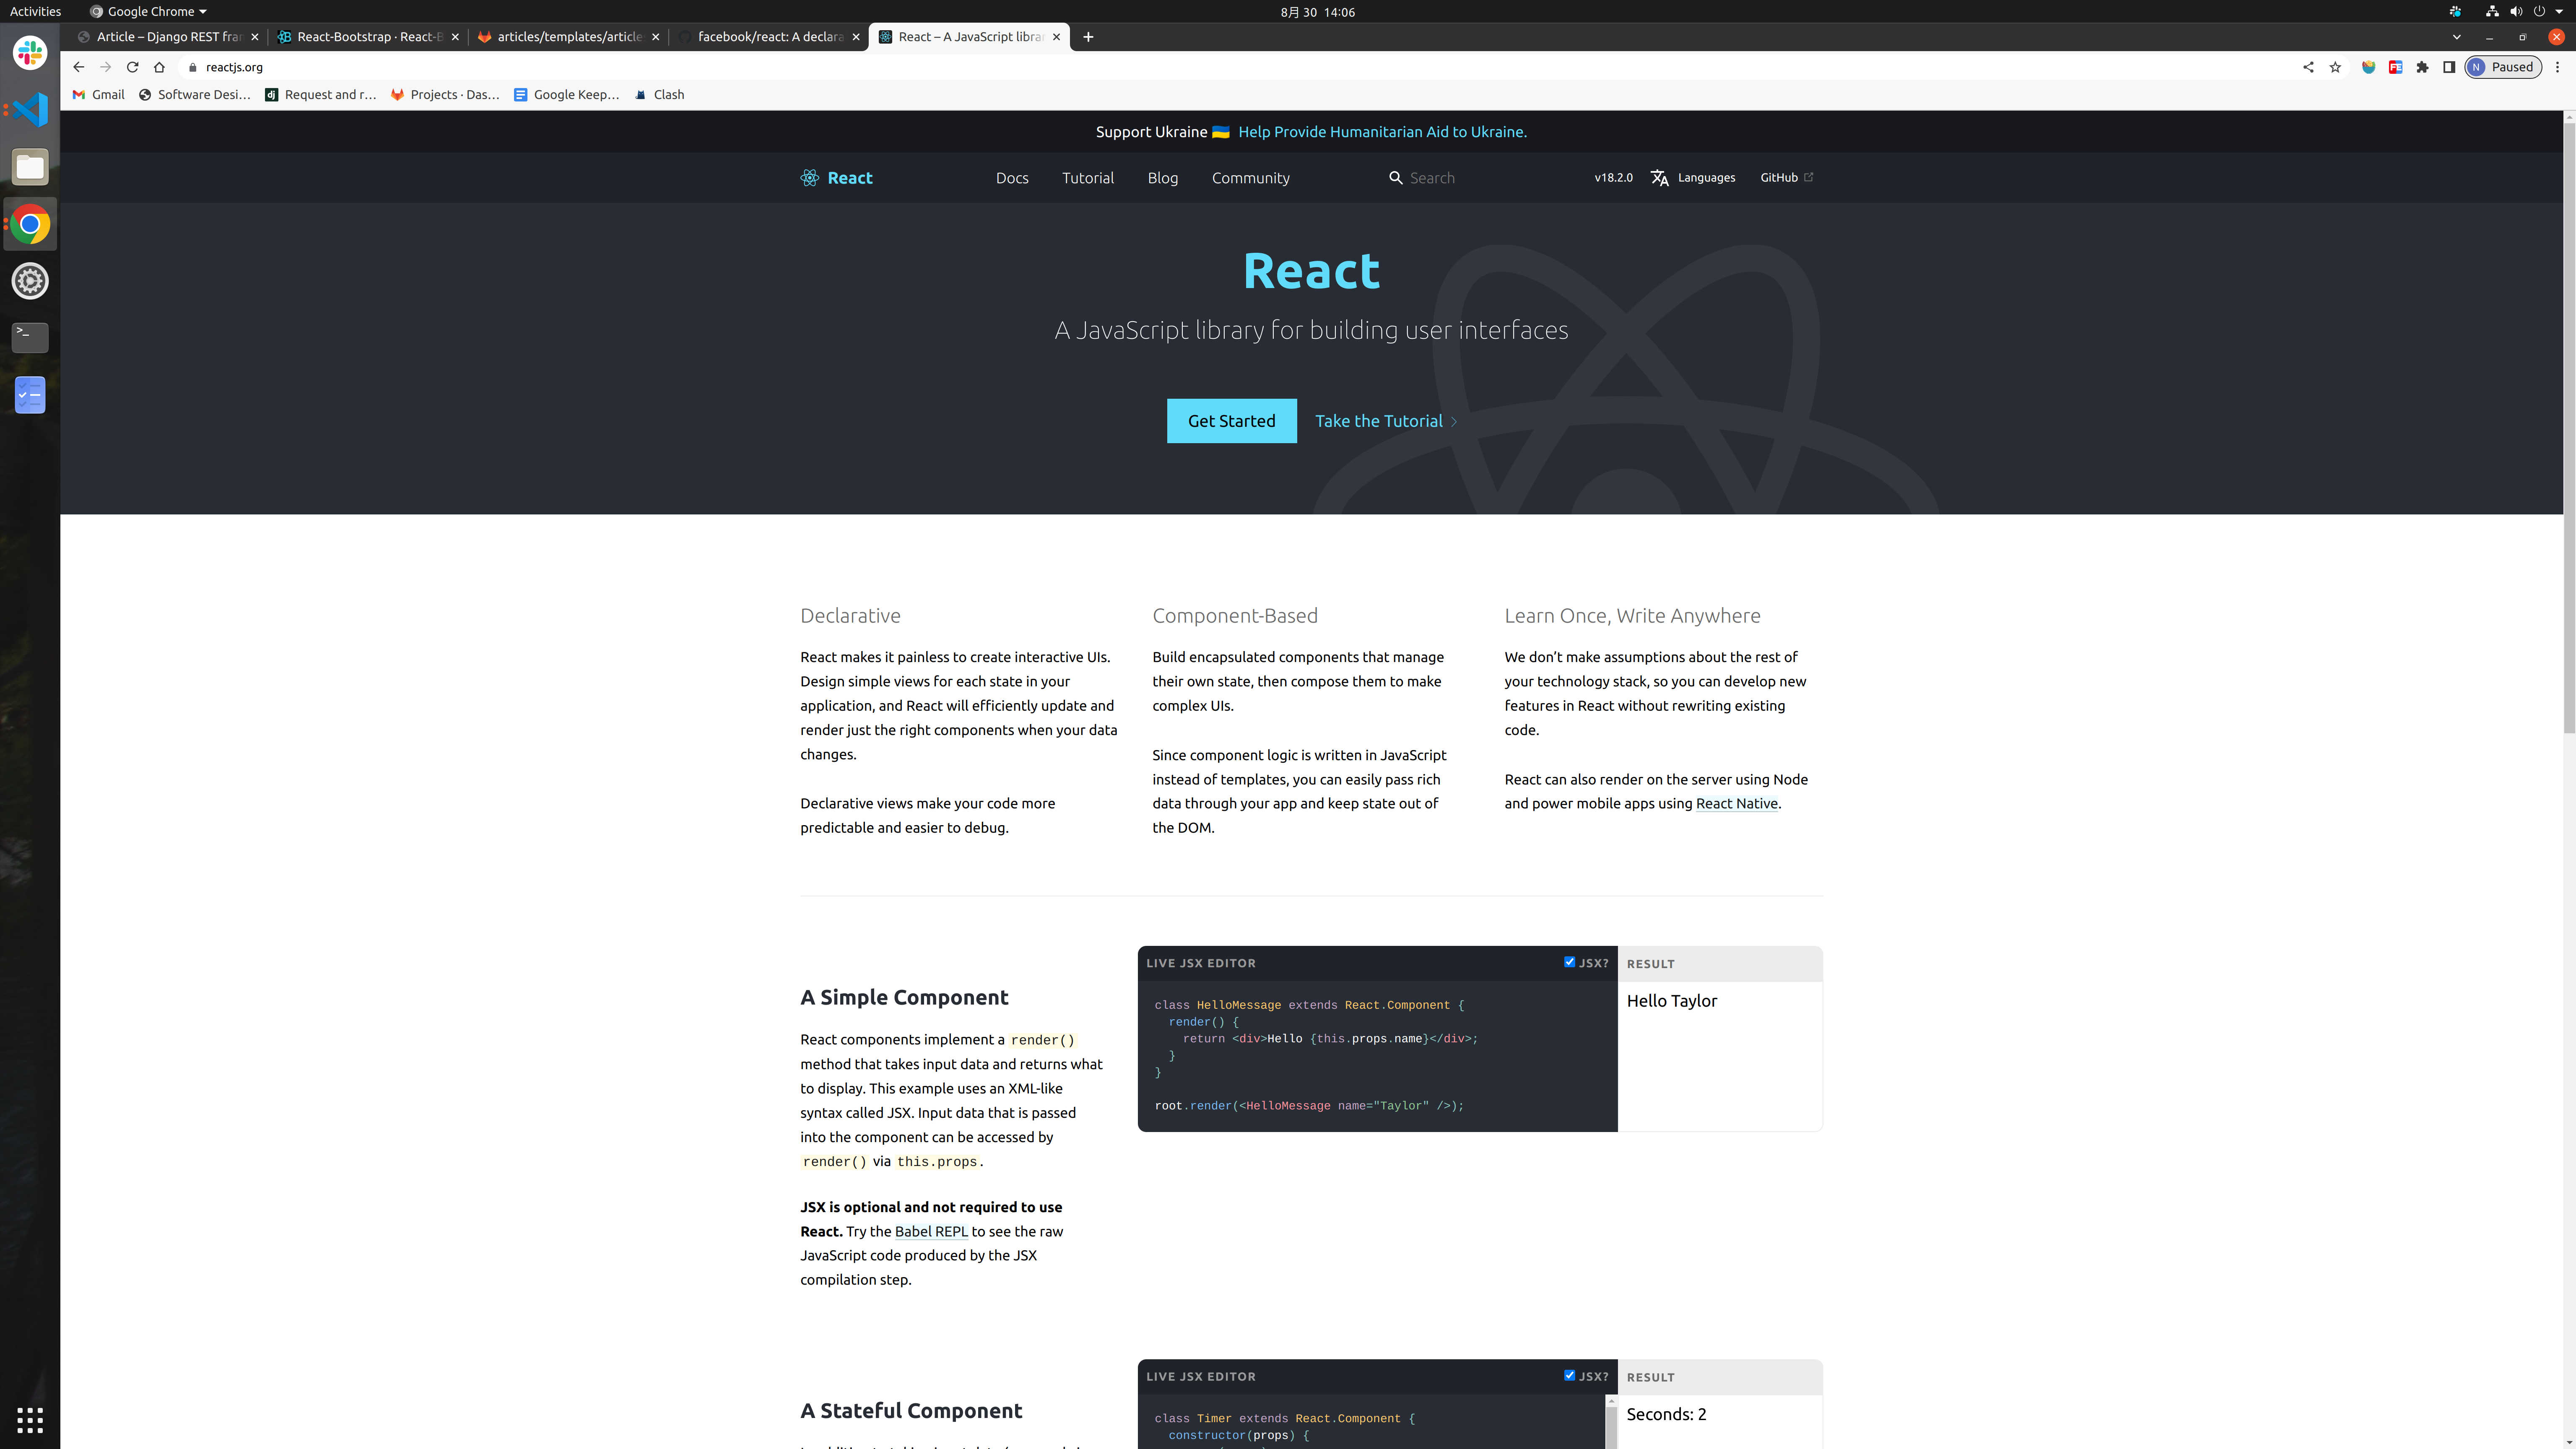 Activities
Google Chrome
8月 30 14:06
Article – Django REST fra
React-Bootstrap · React-B
articles/templates/article
facebook/react: A declara
React – A JavaScript librar
reactjs.org
N Paused
Gmail
Software Desi…
dj
Request and r…
Projects · Das…
Google Keep…
Clash
Support Ukraine 🇺🇦 Help Provide Humanitarian Aid to Ukraine.
React
Docs
Tutorial
Blog
Community
Search
v18.2.0
Languages
GitHub
React
A JavaScript library for building user interfaces
Get Started
Take the Tutorial
Declarative
React makes it painless to create interactive UIs.
Design simple views for each state in your
application, and React will efficiently update and
render just the right components when your data
changes.
Declarative views make your code more
predictable and easier to debug.
Component-Based
Build encapsulated components that manage
their own state, then compose them to make
complex UIs.
Since component logic is written in JavaScript
instead of templates, you can easily pass rich
data through your app and keep state out of
the DOM.
Learn Once, Write Anywhere
We don’t make assumptions about the rest of
your technology stack, so you can develop new
features in React without rewriting existing
code.
React can also render on the server using Node
and power mobile apps using React Native.
A Simple Component
React components implement a render()
method that takes input data and returns what
to display. This example uses an XML-like
syntax called JSX. Input data that is passed
into the component can be accessed by
render() via this.props.
JSX is optional and not required to use
React. Try the Babel REPL to see the raw
JavaScript code produced by the JSX
compilation step.
LIVE JSX EDITOR
JSX?
class HelloMessage extends React.Component {
render() {
return <div>Hello {this.props.name}</div>;
}
}
root.render(<HelloMessage name="Taylor" />);
RESULT
Hello Taylor
A Stateful Component
LIVE JSX EDITOR
JSX?
class Timer extends React.Component {
constructor(props) {
RESULT
Seconds: 2